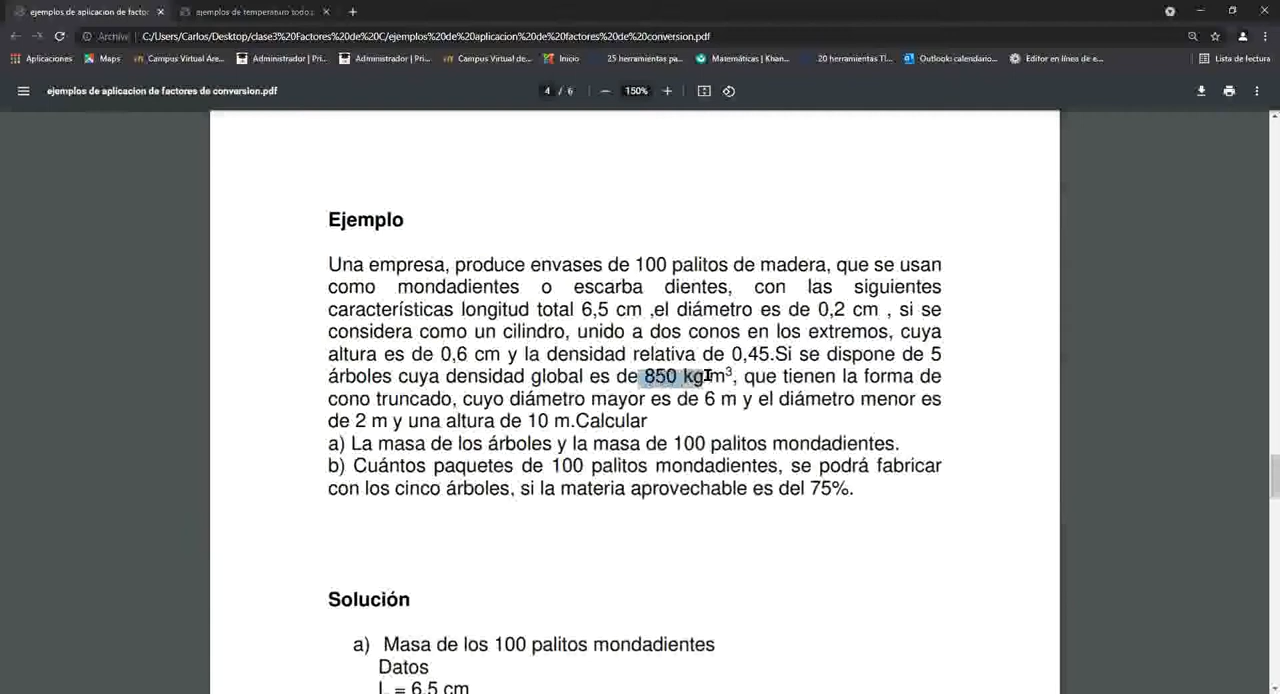 ejemplos de aplicacion de factor
ejemplos de temperatura todo
Archivo
C:/Users/Carlos/Desktop/clase3%20Factores%20de%20C/ejemplos%20de%20aplicacion%20de%20factores%20de%20conversion.pdf
Aplicaciones
Maps
Campus Virtual Áre...
Administrador | Pri...
Administrador | Pri...
Campus Virtual de...
Inicio
25 herramientas pa...
Matemáticas | Khan...
20 herramientas TI...
Outlook: calendario...
Editor en línea de e...
Lista de lectura
ejemplos de aplicacion de factores de conversion.pdf
4 / 6
150%
Ejemplo
Una empresa, produce envases de 100 palitos de madera, que se usan
como mondadientes o escarba dientes, con las siguientes
características longitud total 6,5 cm ,el diámetro es de 0,2 cm , si se
considera como un cilindro, unido a dos conos en los extremos, cuya
altura es de 0,6 cm y la densidad relativa de 0,45.Si se dispone de 5
árboles cuya densidad global es de 850 kg/m³, que tienen la forma de
cono truncado, cuyo diámetro mayor es de 6 m y el diámetro menor es
de 2 m y una altura de 10 m.Calcular
a) La masa de los árboles y la masa de 100 palitos mondadientes.
b) Cuántos paquetes de 100 palitos mondadientes, se podrá fabricar
con los cinco árboles, si la materia aprovechable es del 75%.
Solución
a) Masa de los 100 palitos mondadientes
Datos
L = 6,5 cm